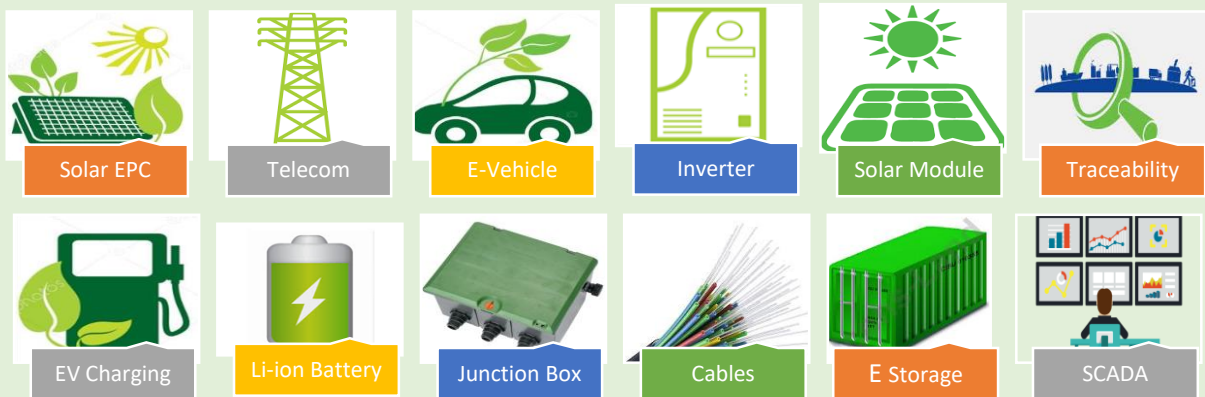 Solar EPC
Telecom
E-Vehicle
Inverter
Solar Module
Traceability
EV Charging
Li-ion Battery
Junction Box
Cables
E Storage
SCADA